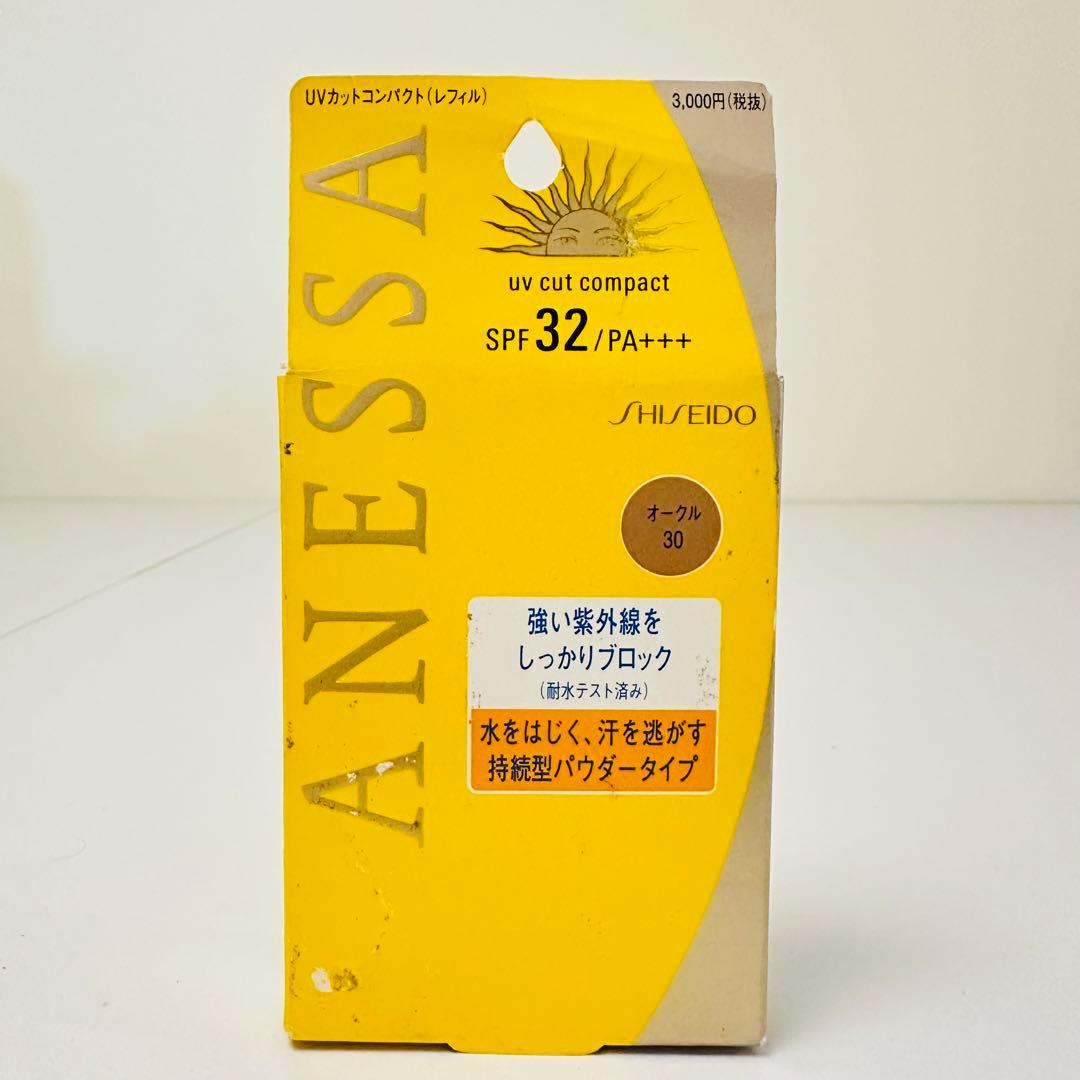 UVカットコンパクト(レフィル)
3,000円(税抜)
ANESSA
uv cut compact
SPF 32/PA+++
SHISEIDO
オークル
30
強い紫外線を
しっかりブロック
(耐水テスト済み)
水をはじく、汗を逃がす
持続型パウダータイプ